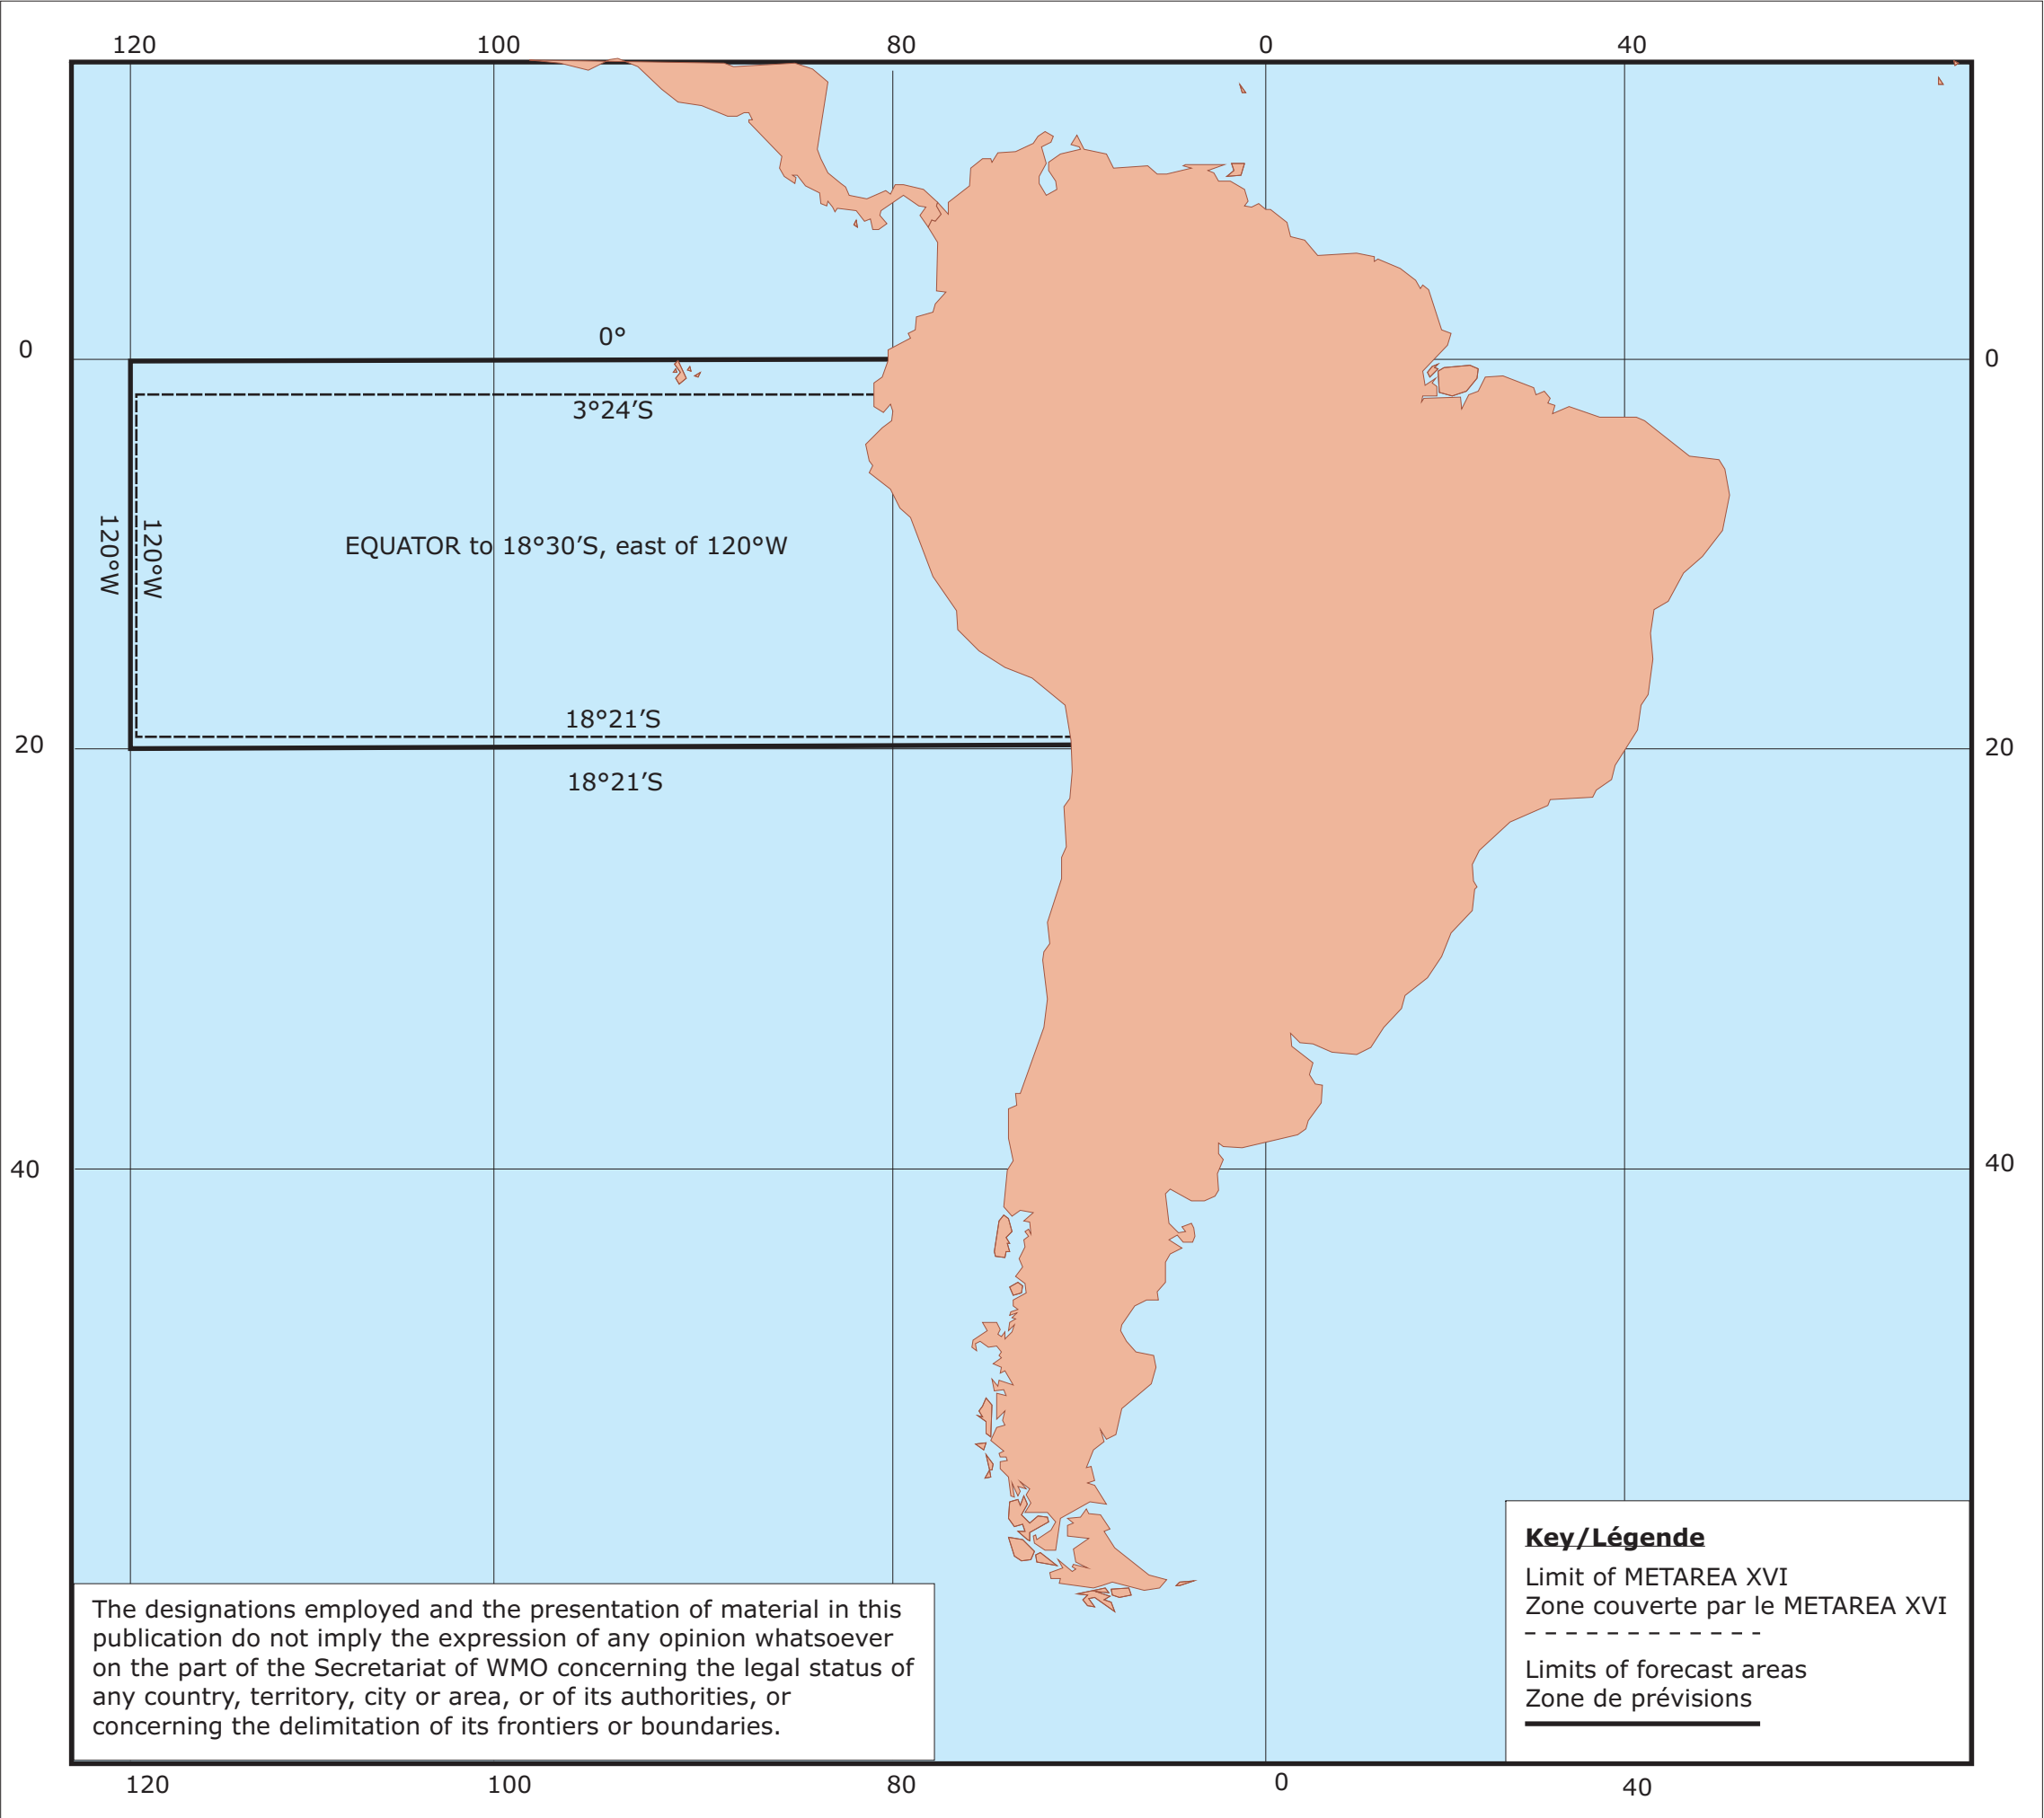 120 100 80 0 40
0 0° 0
3°24’S
120°W 120°W EQUATOR to 18°30’S, east of 120°W
18°21’S
20 20
18°21’S
40 40
Key/Légende
Limit of METAREA XVI
Zone couverte par le METAREA XVI
Limits of forecast areas
Zone de prévisions
The designations employed and the presentation of material in this
publication do not imply the expression of any opinion whatsoever
on the part of the Secretariat of WMO concerning the legal status of
any country, territory, city or area, or of its authorities, or
concerning the delimitation of its frontiers or boundaries.
120 100 80 0 40